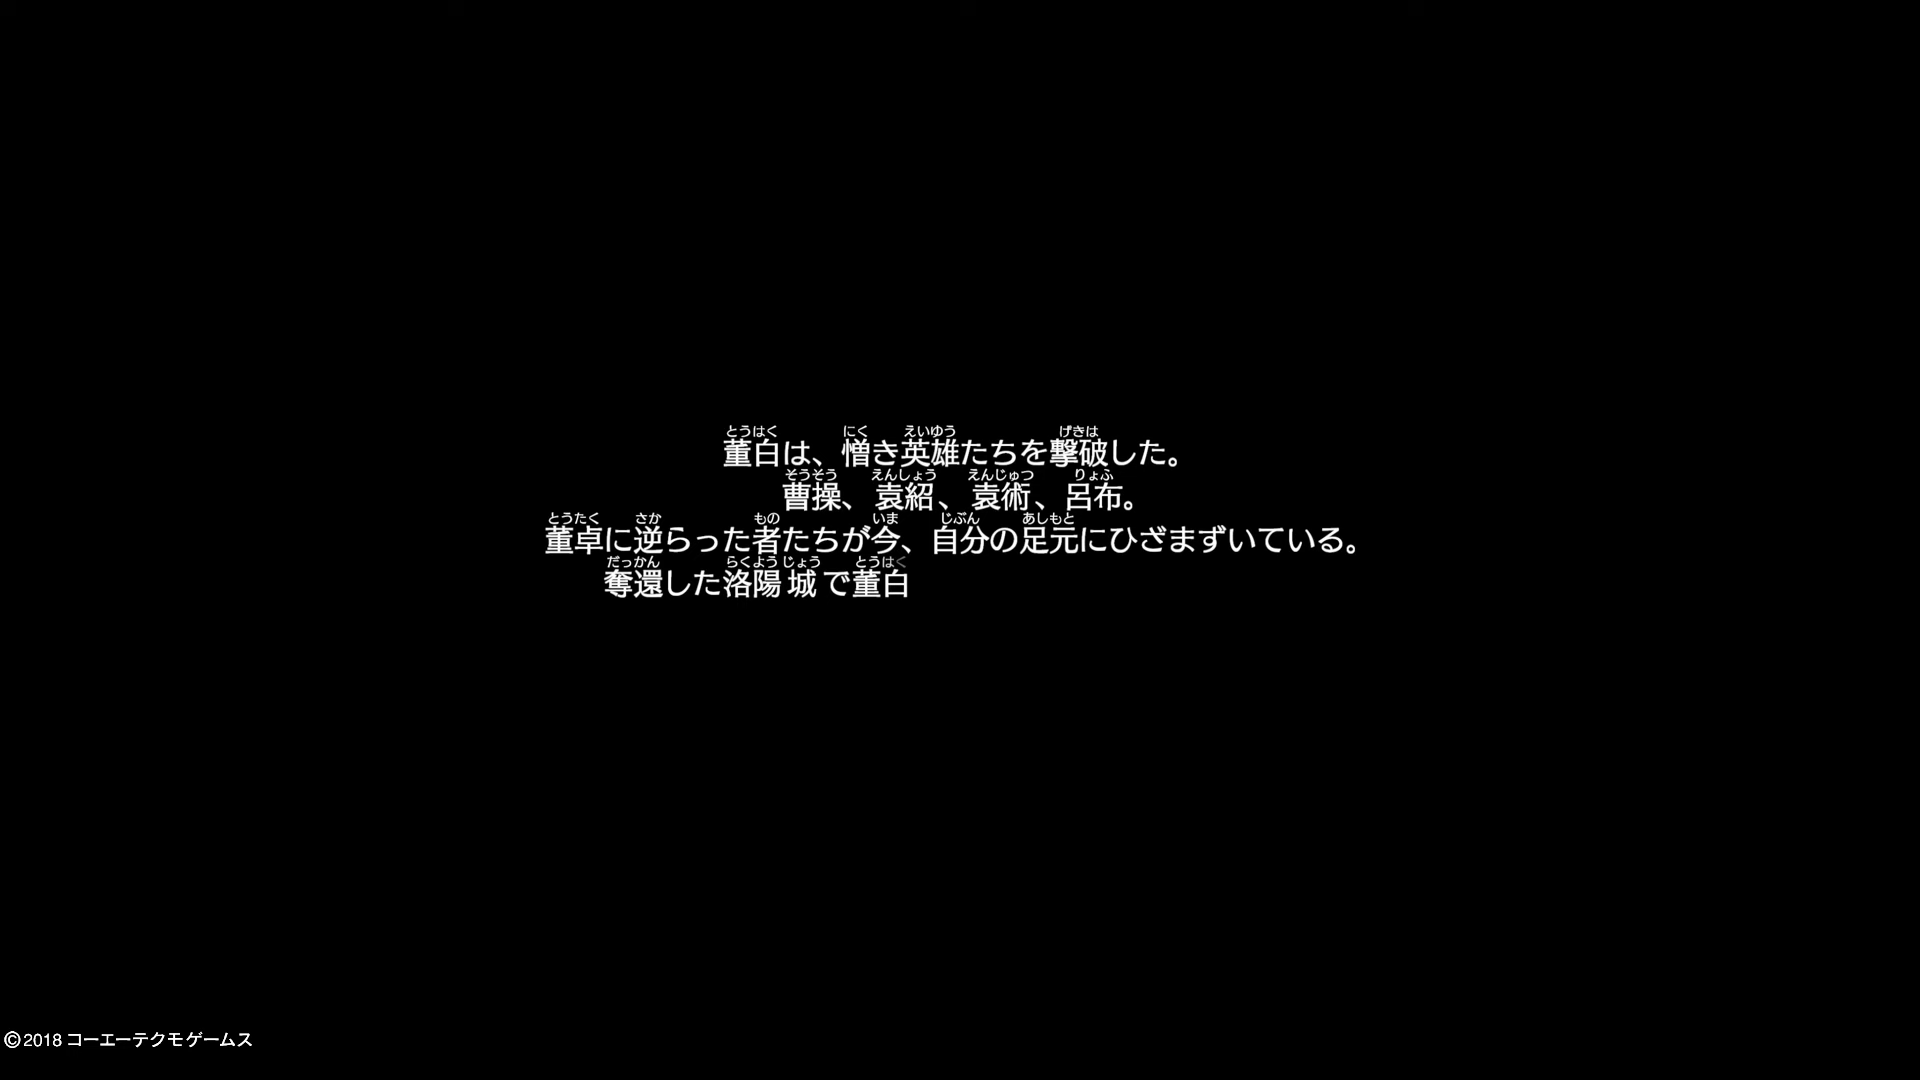 董白は、憎き英雄たちを撃破した。
曹操、袁紹、袁術、呂布。
董卓に逆らった者たちが今、自分の足元にひざまずいている。
奪還した洛陽城で董白
©2018 コーエーテクモゲームス